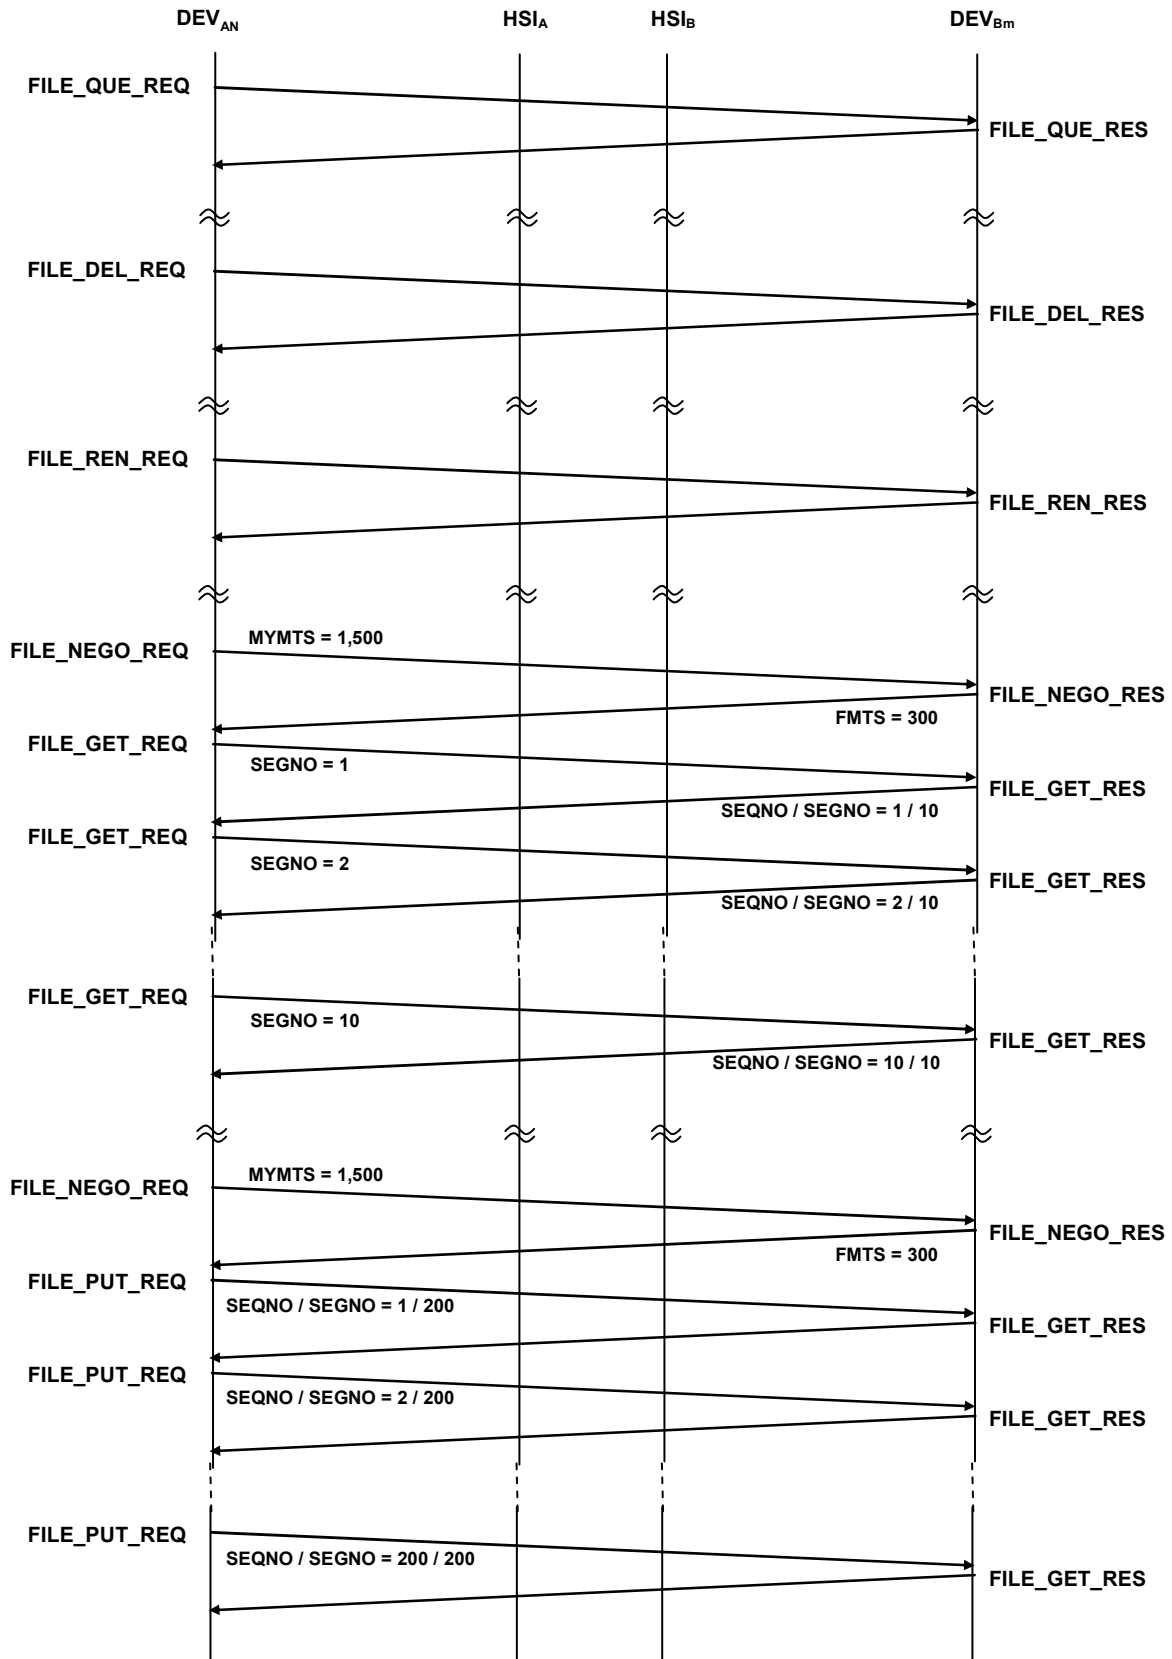 DEVAN HSIA HSIB DEVBm
FILE_QUE_REQ
FILE_QUE_RES
FILE_DEL_REQ
FILE_DEL_RES
FILE_REN_REQ
FILE_REN_RES
MYMTS = 1,500
FILE_NEGO_REQ
FILE_NEGO_RES
FMTS = 300
FILE_GET_REQ
SEGNO = 1
FILE_GET_RES
SEQNO / SEGNO = 1 / 10
FILE_GET_REQ
SEGNO = 2
FILE_GET_RES
SEQNO / SEGNO = 2 / 10
FILE_GET_REQ
SEGNO = 10
FILE_GET_RES
SEQNO / SEGNO = 10 / 10
MYMTS = 1,500
FILE_NEGO_REQ
FILE_NEGO_RES
FMTS = 300
FILE_PUT_REQ
SEQNO / SEGNO = 1 / 200
FILE_GET_RES
FILE_PUT_REQ
SEQNO / SEGNO = 2 / 200
FILE_GET_RES
FILE_PUT_REQ
SEQNO / SEGNO = 200 / 200
FILE_GET_RES